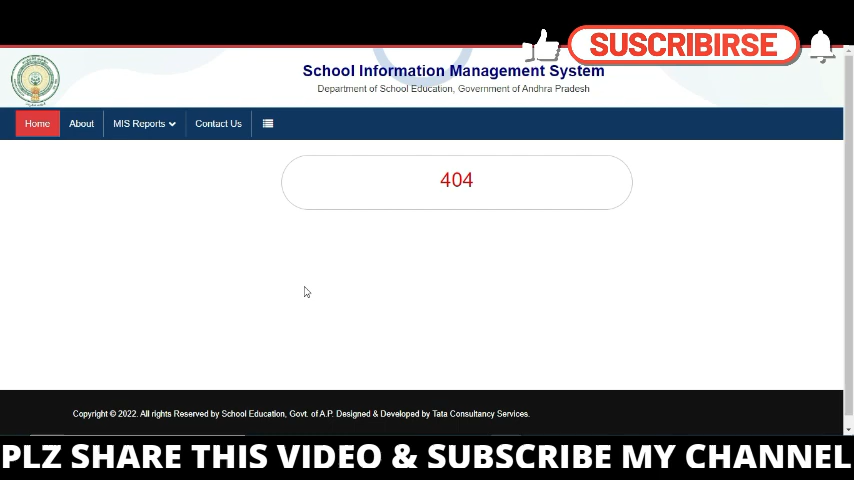 SUSCRIBIRSE
School Information Management System
Department of School Education, Government of Andhra Pradesh
Home About MIS Reports Contact Us
404
Copyright © 2022. All rights Reserved by School Education, Govt. of A.P. Designed & Developed by Tata Consultancy Services.
PLZ SHARE THIS VIDEO & SUBSCRIBE MY CHANNEL